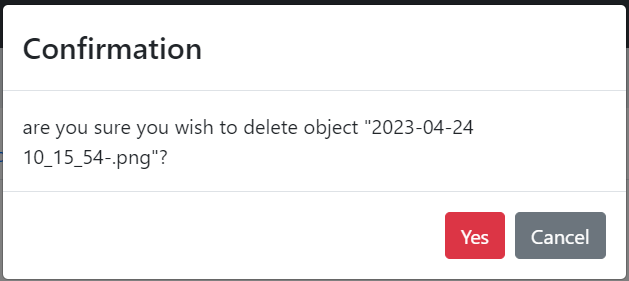 Confirmation
are you sure you wish to delete object "2023-04-24
10_15_54-.png"?
Yes
Cancel